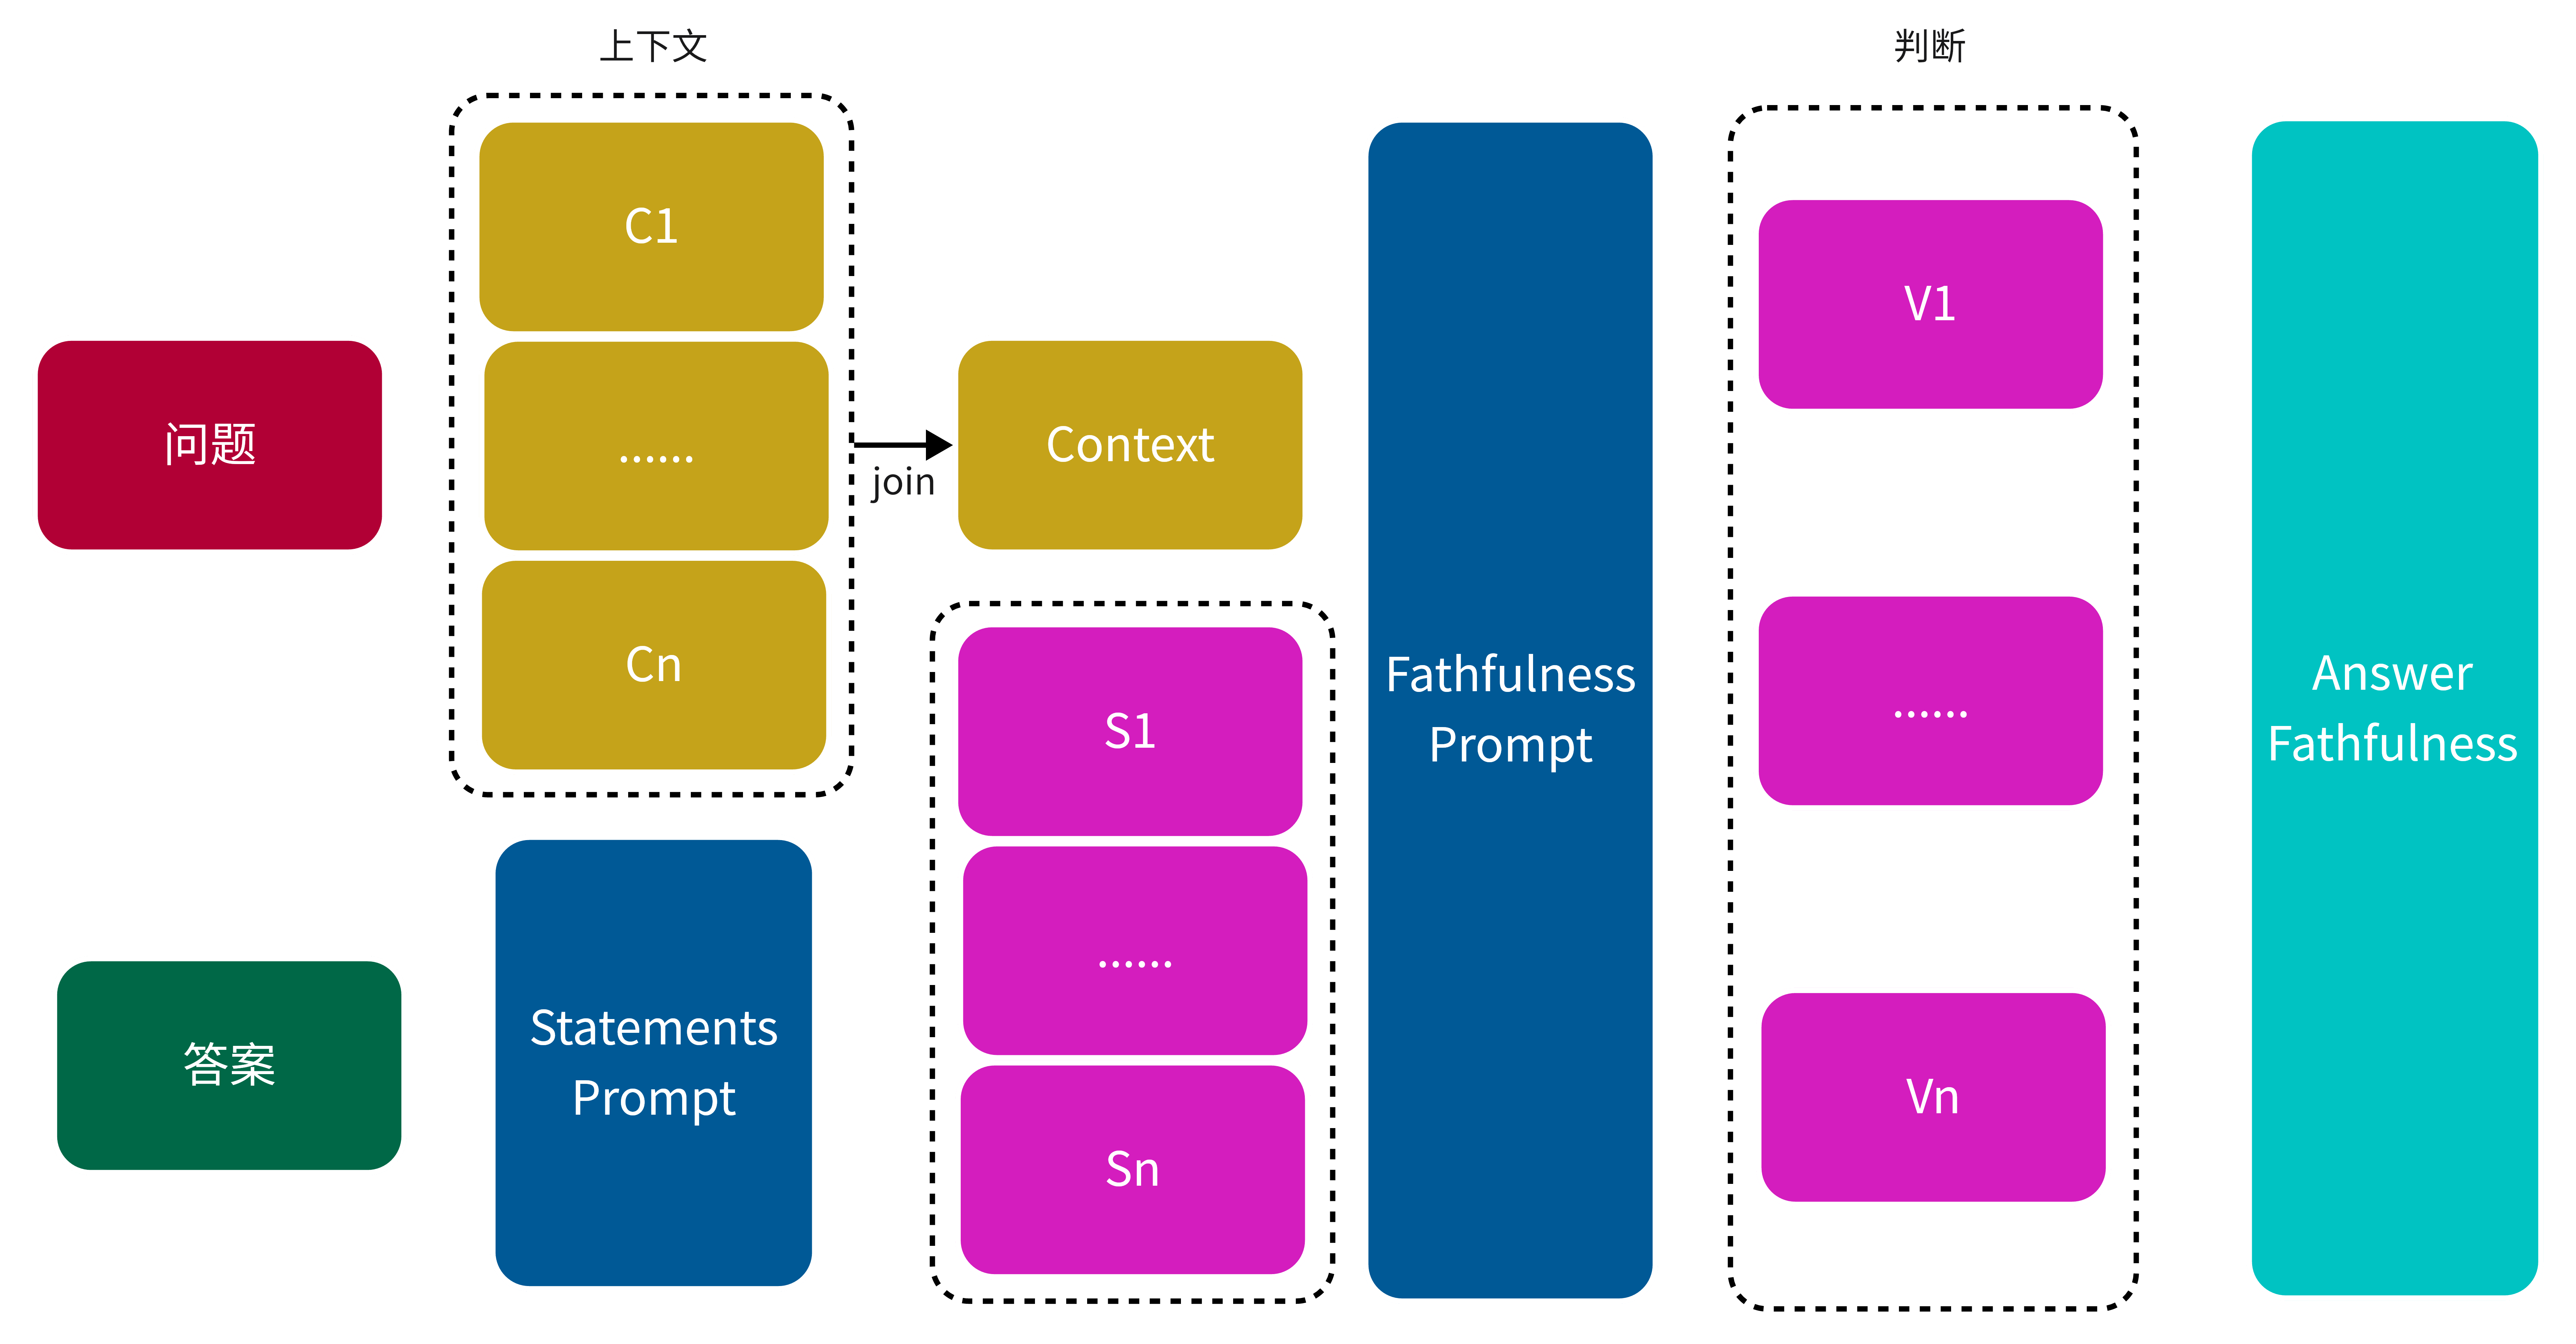 上下文
判断
C1
......
Cn
问题
join
Context
答案
Statements
Prompt
S1
......
Sn
Fathfulness
Prompt
V1
......
Vn
Answer
Fathfulness